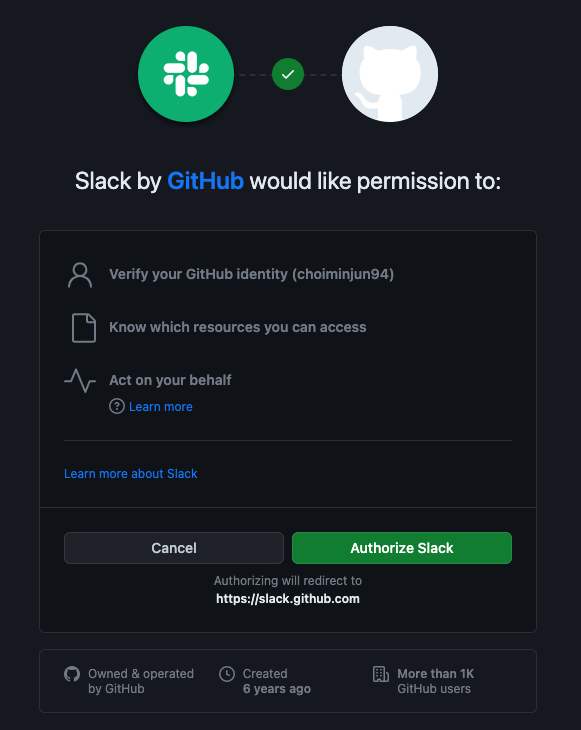 Slack by GitHub would like permission to:
Verify your GitHub identity (choiminjun94)
Know which resources you can access
Act on your behalf
? Learn more
Learn more about Slack
Cancel
Authorize Slack
Authorizing will redirect to
https://slack.github.com
Owned & operated
by GitHub
Created
6 years ago
More than 1K
GitHub users